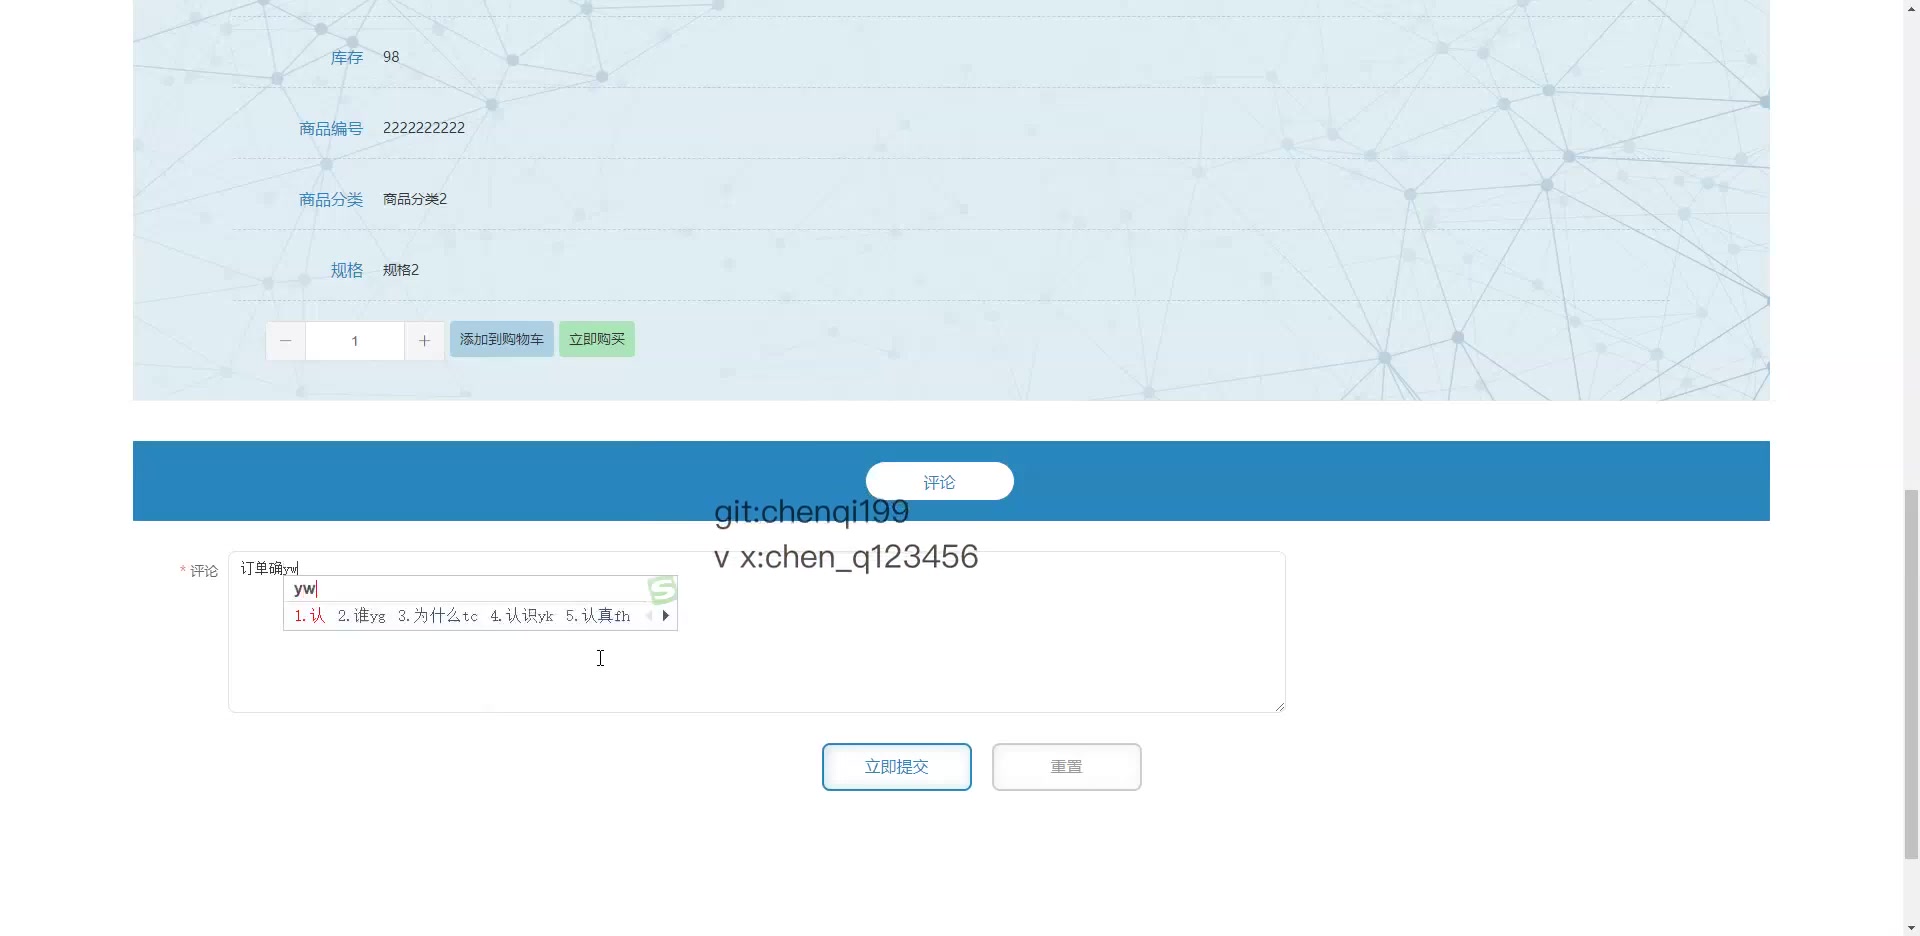 库存 98
商品编号 2222222222
商品分类 商品分类2
规格 规格2
1 添加到购物车 立即购买
评论
git:chenqi199
v x:chen_q123456
* 评论 订单确yw
yw
1.认 2.谁yg 3.为什么tc 4.认识yk 5.认真fh
立即提交 重置